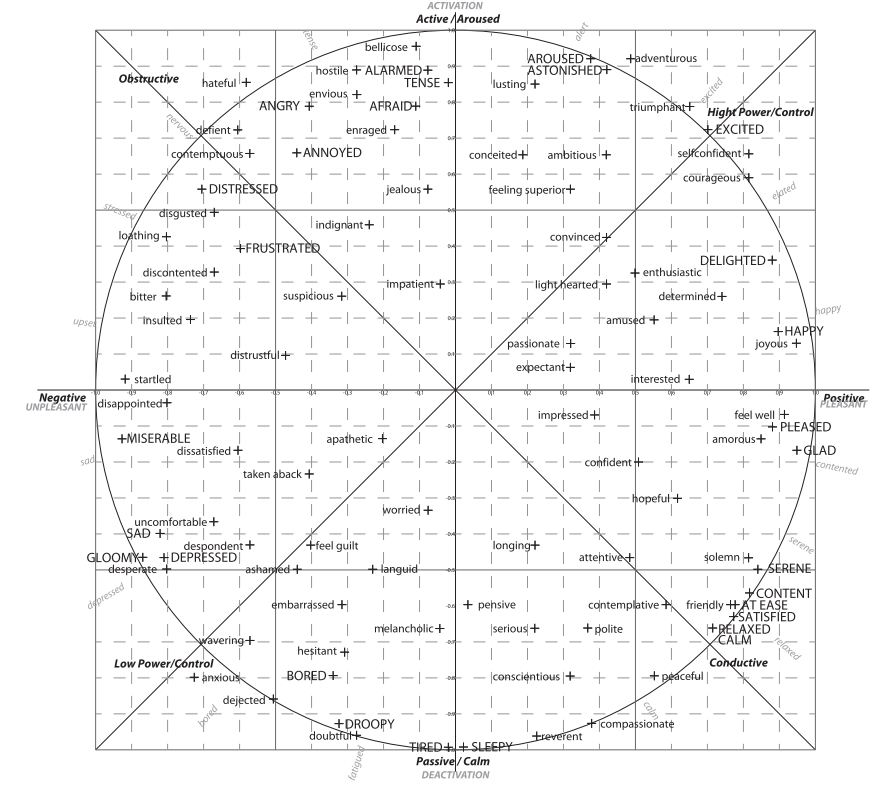 ACTIVATION
Active / Aroused
tense
alert
bellicose
AROUSED
adventurous
hostile
ALARMED
ASTONISHED
Obstructive
hateful
TENSE
lusting
excited
envious
ANGRY
AFRAID
triumphant
Hight Power/Control
nervous
defient
enraged
EXCITED
contemptuous
ANNOYED
conceited
ambitious
selfconfident
courageous
DISTRESSED
jealous
feeling superior
elated
stressed
disgusted
indignant
loathing
convinced
FRUSTRATED
DELIGHTED
discontented
enthusiastic
impatient
light hearted
bitter
suspicious
determined
happy
upset
insulted
amused
HAPPY
passionate
joyous
distrustful
expectant
startled
interested
Negative
UNPLEASANT
Positive
PLEASANT
disappointed
impressed
feel well
PLEASED
MISERABLE
apathetic
amorous
dissatisfied
GLAD
sad
confident
contented
taken aback
hopeful
worried
uncomfortable
SAD
despondent
feel guilt
longing
serene
GLOOMY
DEPRESSED
attentive
solemn
desperate
ashamed
languid
SERENE
depressed
CONTENT
embarrassed
pensive
contemplative
friendly
AT EASE
SATISFIED
melancholic
serious
polite
RELAXED
wavering
CALM
hesitant
relaxed
Low Power/Control
Conductive
anxious
BORED
conscientious
peaceful
dejected
bored
calm
DROOPY
compassionate
doubtful
reverent
TIRED
SLEEPY
fatigued
Passive / Calm
DEACTIVATION